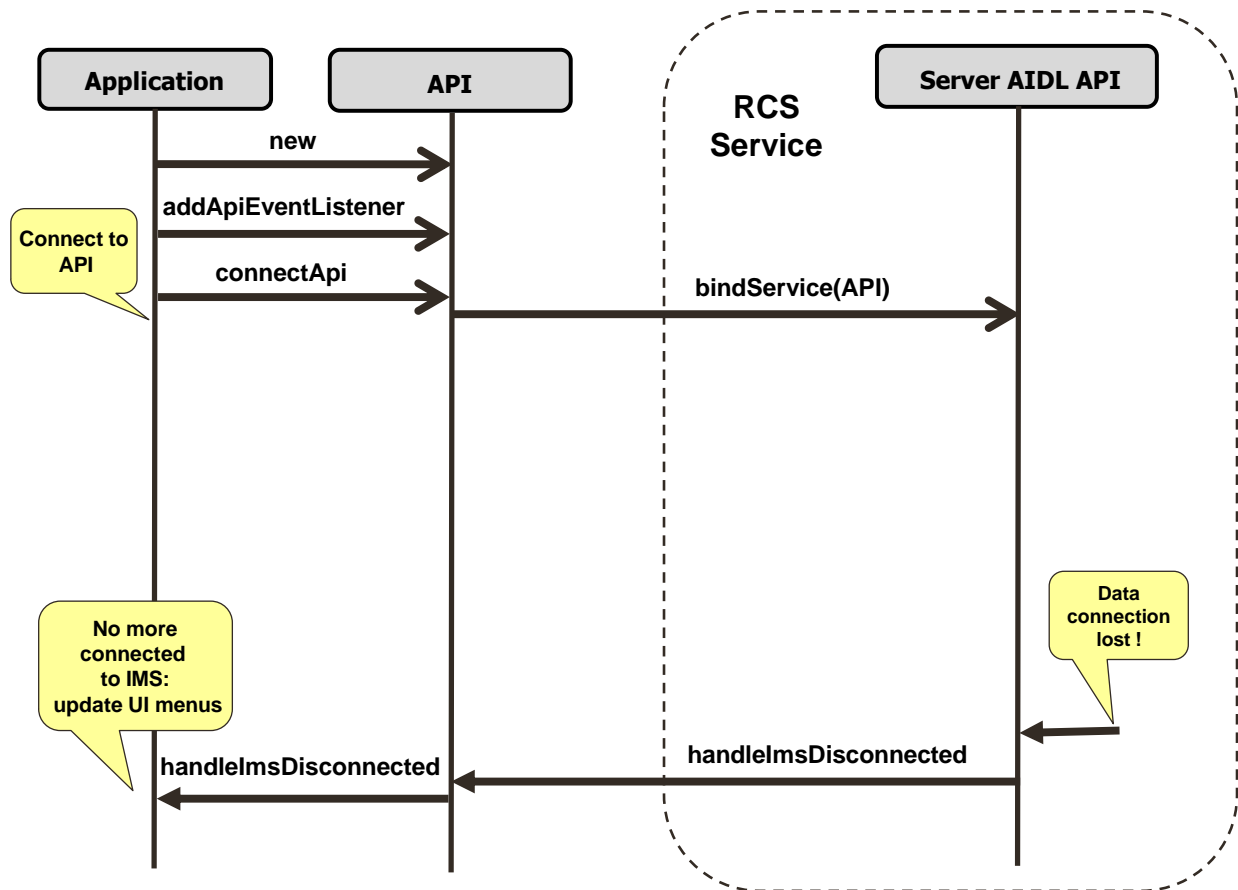 Application
API
Server AIDL API
RCS
Service
new
addApiEventListener
Connect to
API
connectApi
bindService(API)
Data
connection
lost !
No more
connected
to IMS:
update UI menus
handleImsDisconnected
handleImsDisconnected